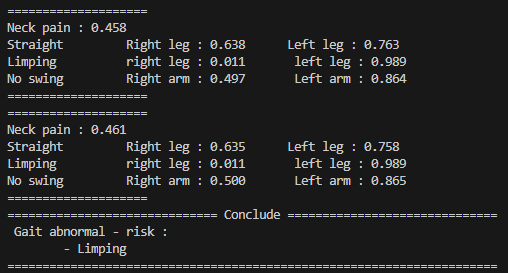 ====================
Neck pain : 0.458
Straight         Right leg : 0.638      Left leg : 0.763
Limping          right leg : 0.011       left leg : 0.989
No swing         Right arm : 0.497       Left arm : 0.864
====================
====================
Neck pain : 0.461
Straight         Right leg : 0.635      Left leg : 0.758
Limping          right leg : 0.011       left leg : 0.989
No swing         Right arm : 0.500       Left arm : 0.865
====================
============================== Conclude ==============================
 Gait abnormal - risk :
        - Limping
======================================================================